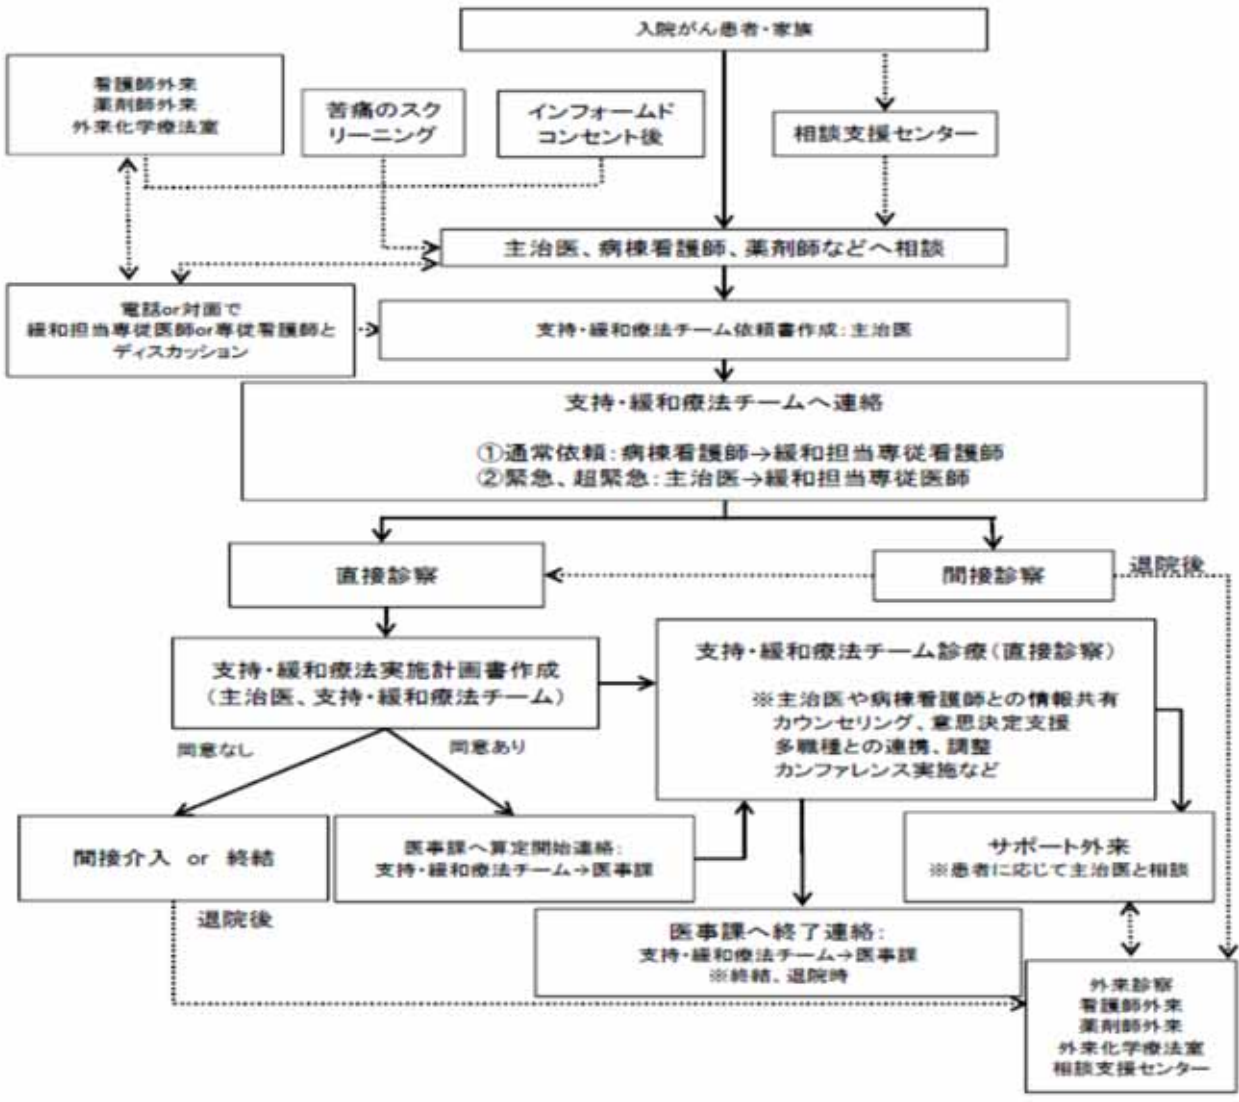 入院がん患者・家族
看護師外来
薬剤師外来
外来化学療法室
苦痛のスク
リーニング
インフォームド
コンセント後
相談支援センター
主治医、病棟看護師、薬剤師などへ相談
電話or対面で
緩和担当専従医師or専従看護師と
ディスカッション
支持・緩和療法チーム依頼書作成：主治医
支持・緩和療法チームへ連絡
①通常依頼：病棟看護師→緩和担当専従看護師
②緊急、超緊急：主治医→緩和担当専従医師
直接診察
間接診察
退院後
支持・緩和療法実施計画書作成
（主治医、支持・緩和療法チーム）
支持・緩和療法チーム診療（直接診察）
※主治医や病棟看護師との情報共有
カウンセリング、意思決定支援
多職種との連携、調整
カンファレンス実施など
同意なし
同意あり
間接介入 or 終結
医事課へ算定開始連絡：
支持・緩和療法チーム→医事課
サポート外来
※患者に応じて主治医と相談
退院後
医事課へ終了連絡：
支持・緩和療法チーム→医事課
※終結、退院時
外来診察
看護師外来
薬剤師外来
外来化学療法室
相談支援センター